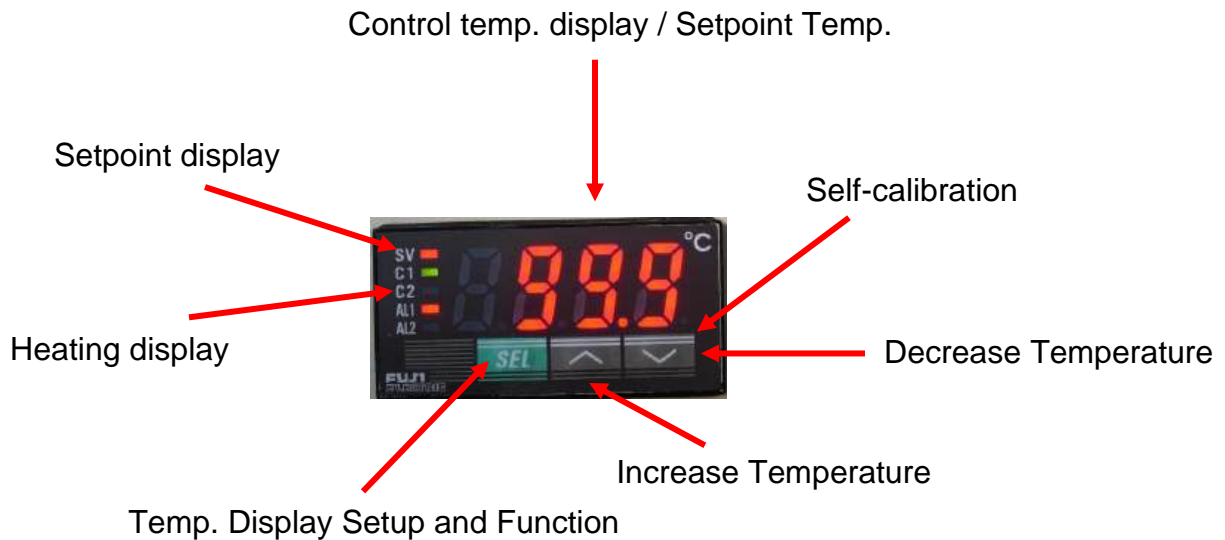 Control temp. display / Setpoint Temp.
Setpoint display
Self-calibration
SV
°C
C1
99.9
C2
AL1
AL2
Heating display
SEL
Decrease Temperature
FUJI
Increase Temperature
Temp. Display Setup and Function